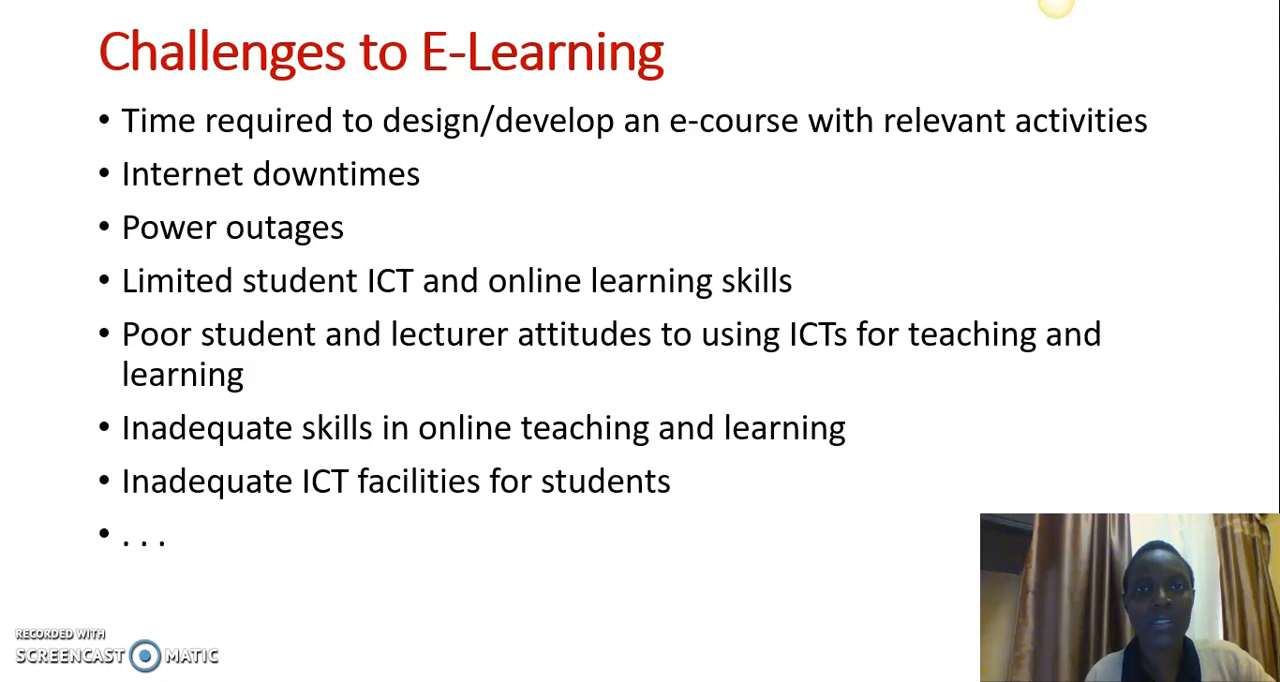 Challenges to E-Learning
• Time required to design/develop an e-course with relevant activities
• Internet downtimes
• Power outages
• Limited student ICT and online learning skills
• Poor student and lecturer attitudes to using ICTs for teaching and
learning
• Inadequate skills in online teaching and learning
• Inadequate ICT facilities for students
• . . .
RECORDED WITH
SCREENCAST MATIC